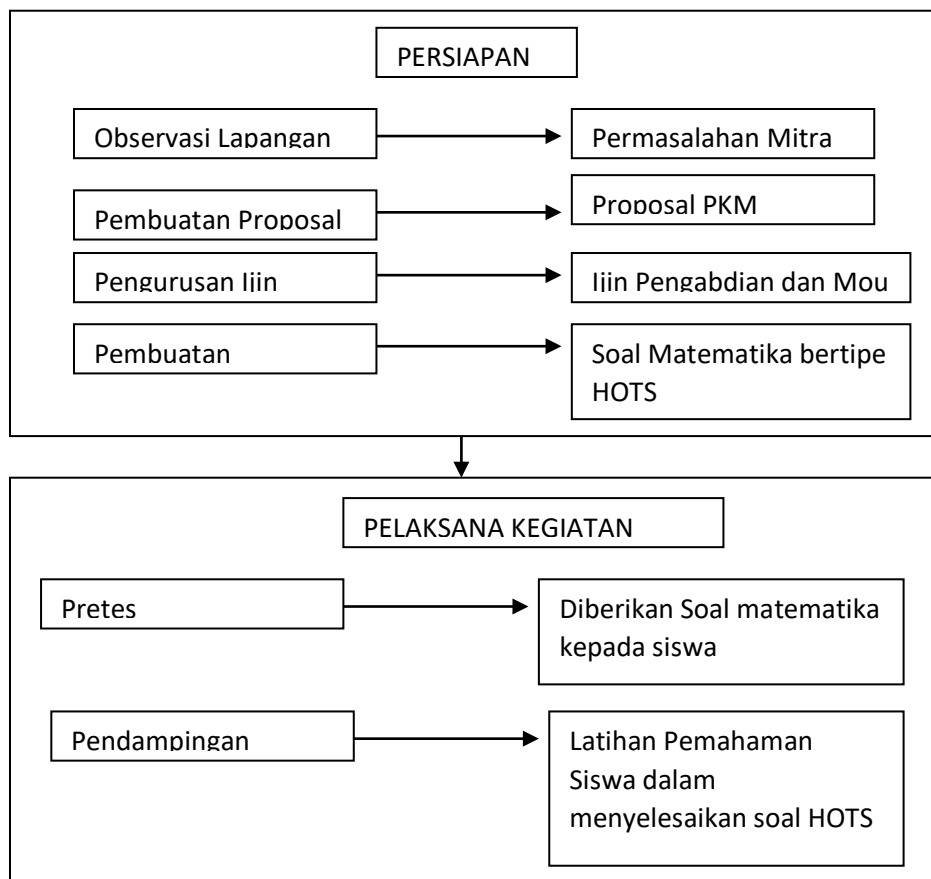 PERSIAPAN
Observasi Lapangan
Permasalahan Mitra
Pembuatan Proposal
Proposal PKM
Pengurusan Ijin
Ijin Pengabdian dan Mou
Pembuatan
Soal Matematika bertipe
HOTS
PELAKSANA KEGIATAN
Pretes
Diberikan Soal matematika
kepada siswa
Pendampingan
Latihan Pemahaman
Siswa dalam
menyelesaikan soal HOTS